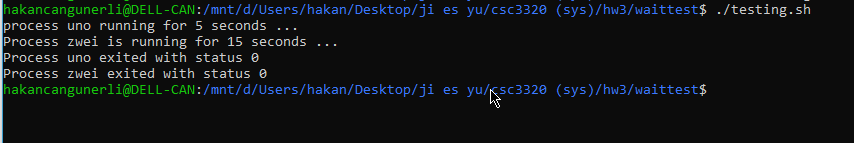 hakancangunerli@DELL-CAN:/mnt/d/Users/hakan/Desktop/ji es yu/csc3320 (sys)/hw3/waittest$ ./testing.sh
process uno running for 5 seconds ...
Process zwei is running for 15 seconds ...
Process uno exited with status 0
Process zwei exited with status 0
hakancangunerli@DELL-CAN:/mnt/d/Users/hakan/Desktop/ji es yu/csc3320 (sys)/hw3/waittest$